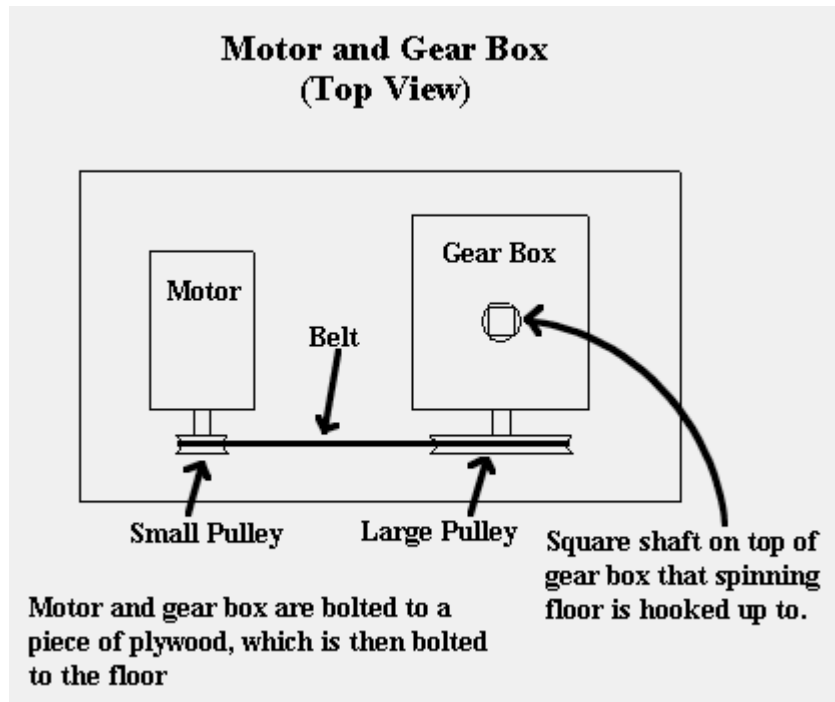 Motor and Gear Box
(Top View)
Motor
Gear Box
Belt
Small Pulley
Large Pulley
Square shaft on top of
gear box that spinning
floor is hooked up to.
Motor and gear box are bolted to a
piece of plywood, which is then bolted
to the floor